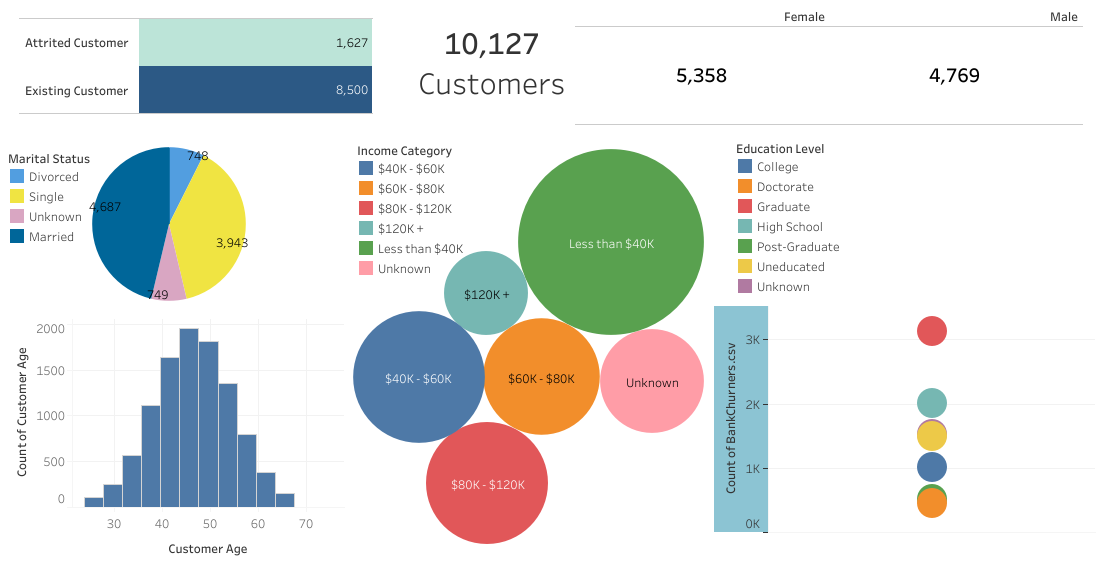 Attrited Customer 1,627
Existing Customer 8,500
10,127
Customers
Female Male
5,358 4,769
Marital Status
Divorced
Single
Unknown
Married
748
4,687
3,943
749
Count of Customer Age
2000
1500
1000
500
0
30 40 50 60 70
Customer Age
Income Category
$40K - $60K
$60K - $80K
$80K - $120K
$120K +
Less than $40K
Unknown
Less than $40K
$120K +
$40K - $60K
$60K - $80K
Unknown
$80K - $120K
Education Level
College
Doctorate
Graduate
High School
Post-Graduate
Uneducated
Unknown
Count of BankChurners.csv
3K
2K
1K
0K